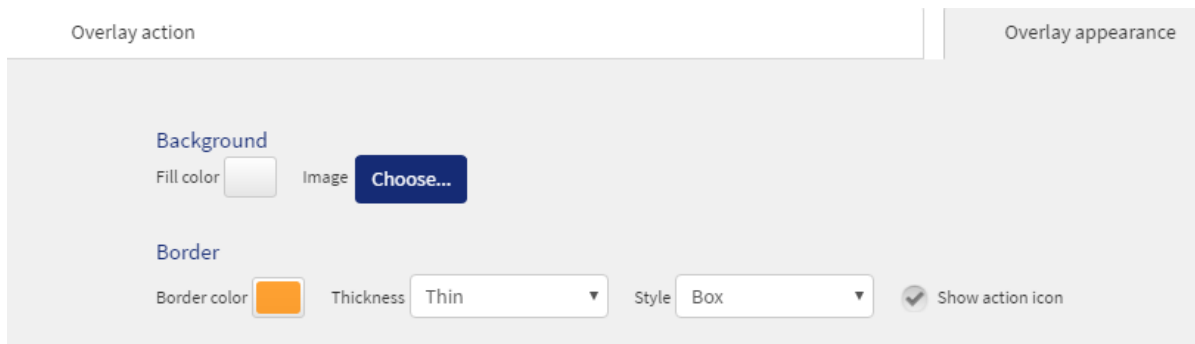 Overlay action Overlay appearance
Background
Fill color Image Choose...
Border
Border color Thickness Thin Style Box Show action icon